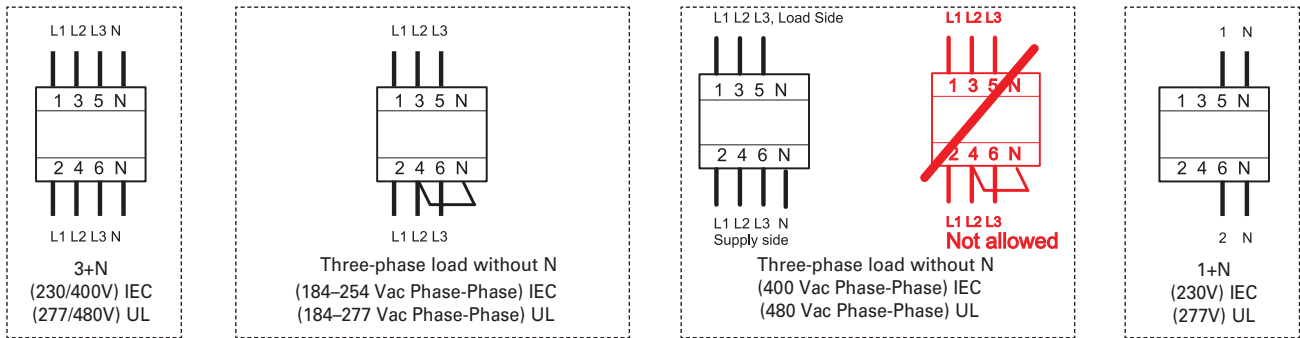 L1 L2 L3 N
1 3 5 N
2 4 6 N
L1 L2 L3 N
3+N
(230/400V) IEC
(277/480V) UL
L1 L2 L3
1 3 5 N
2 4 6 N
L1 L2 L3
Three-phase load without N
(184–254 Vac Phase-Phase) IEC
(184–277 Vac Phase-Phase) UL
L1 L2 L3, Load Side
1 3 5 N
2 4 6 N
L1 L2 L3 N
Supply side
L1 L2 L3
1 3 5 N
2 4 6 N
L1 L2 L3
Not allowed
Three-phase load without N
(400 Vac Phase-Phase) IEC
(480 Vac Phase-Phase) UL
1 N
1 3 5 N
2 4 6 N
2 N
1+N
(230V) IEC
(277V) UL